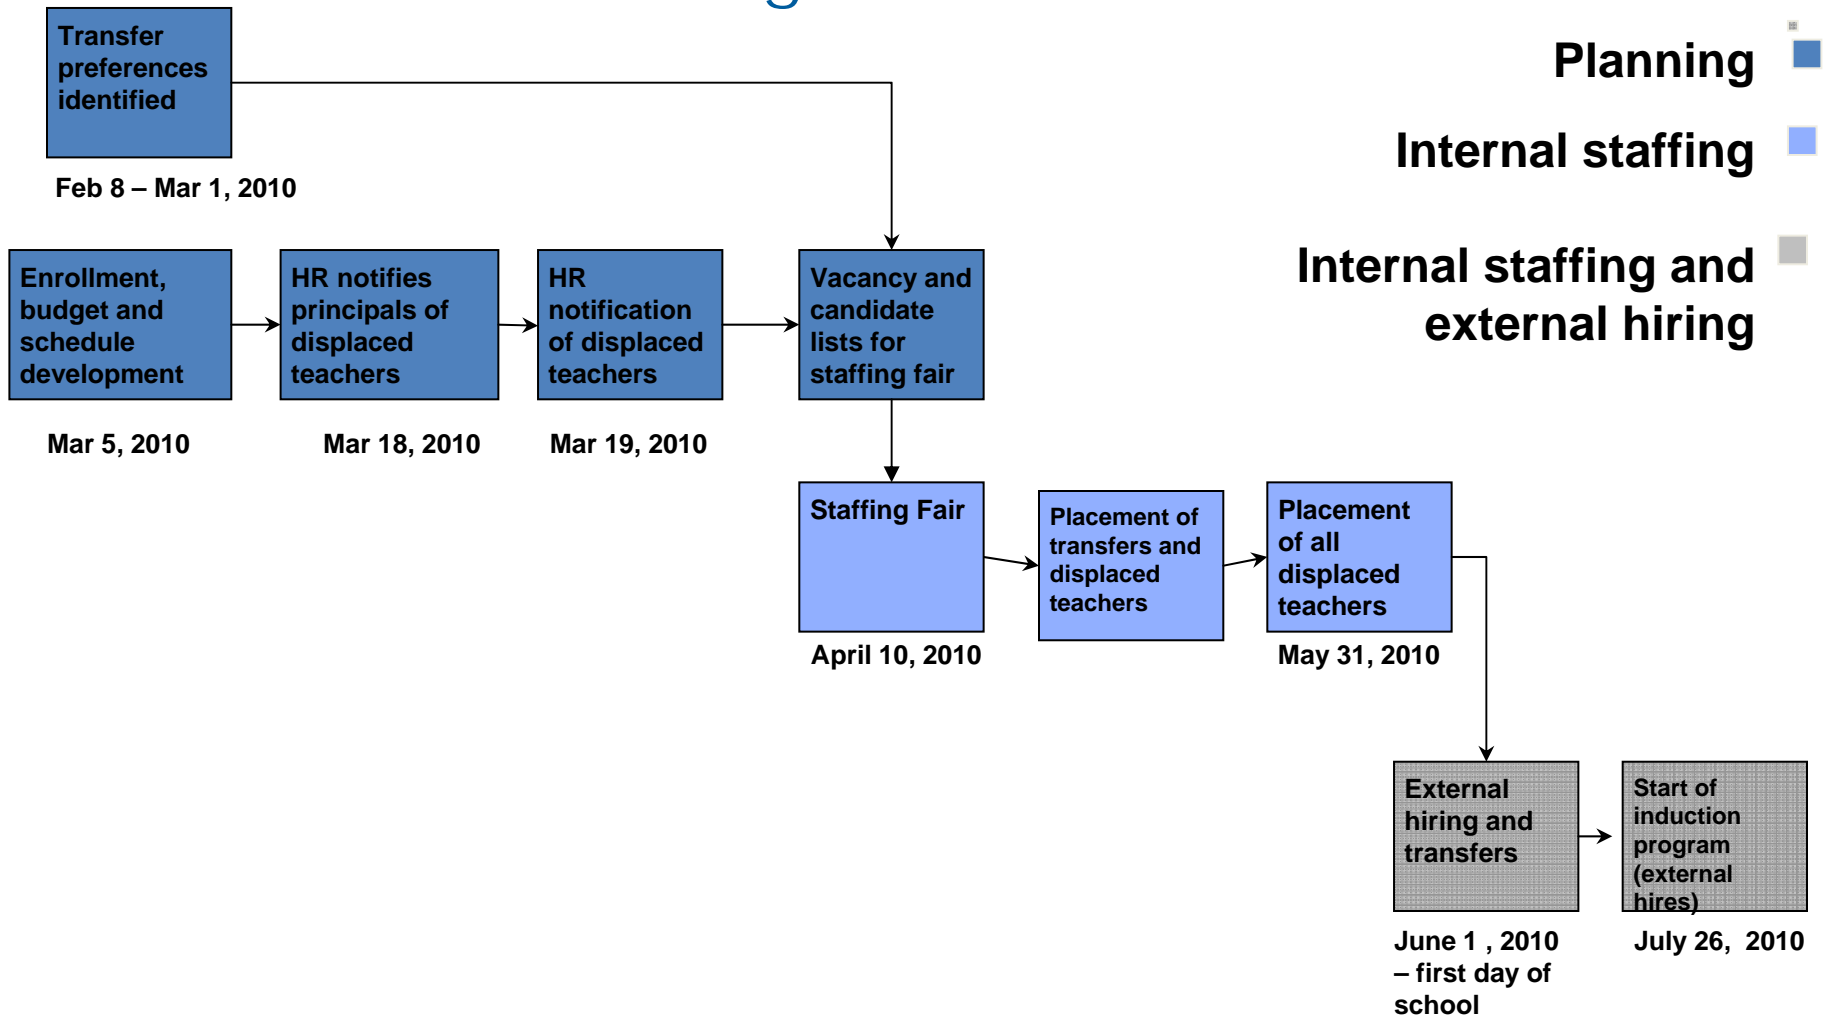 Transfer
preferences
identified
Feb 8 – Mar 1, 2010
Planning
Internal staffing
Internal staffing and
external hiring
Enrollment,
budget and
schedule
development
Mar 5, 2010
HR notifies
principals of
displaced
teachers
Mar 18, 2010
HR
notification
of displaced
teachers
Mar 19, 2010
Vacancy and
candidate
lists for
staffing fair
Staffing Fair
April 10, 2010
Placement of
transfers and
displaced
teachers
Placement
of all
displaced
teachers
May 31, 2010
External
hiring and
transfers
June 1 , 2010
– first day of
school
Start of
induction
program
(external
hires)
July 26,  2010